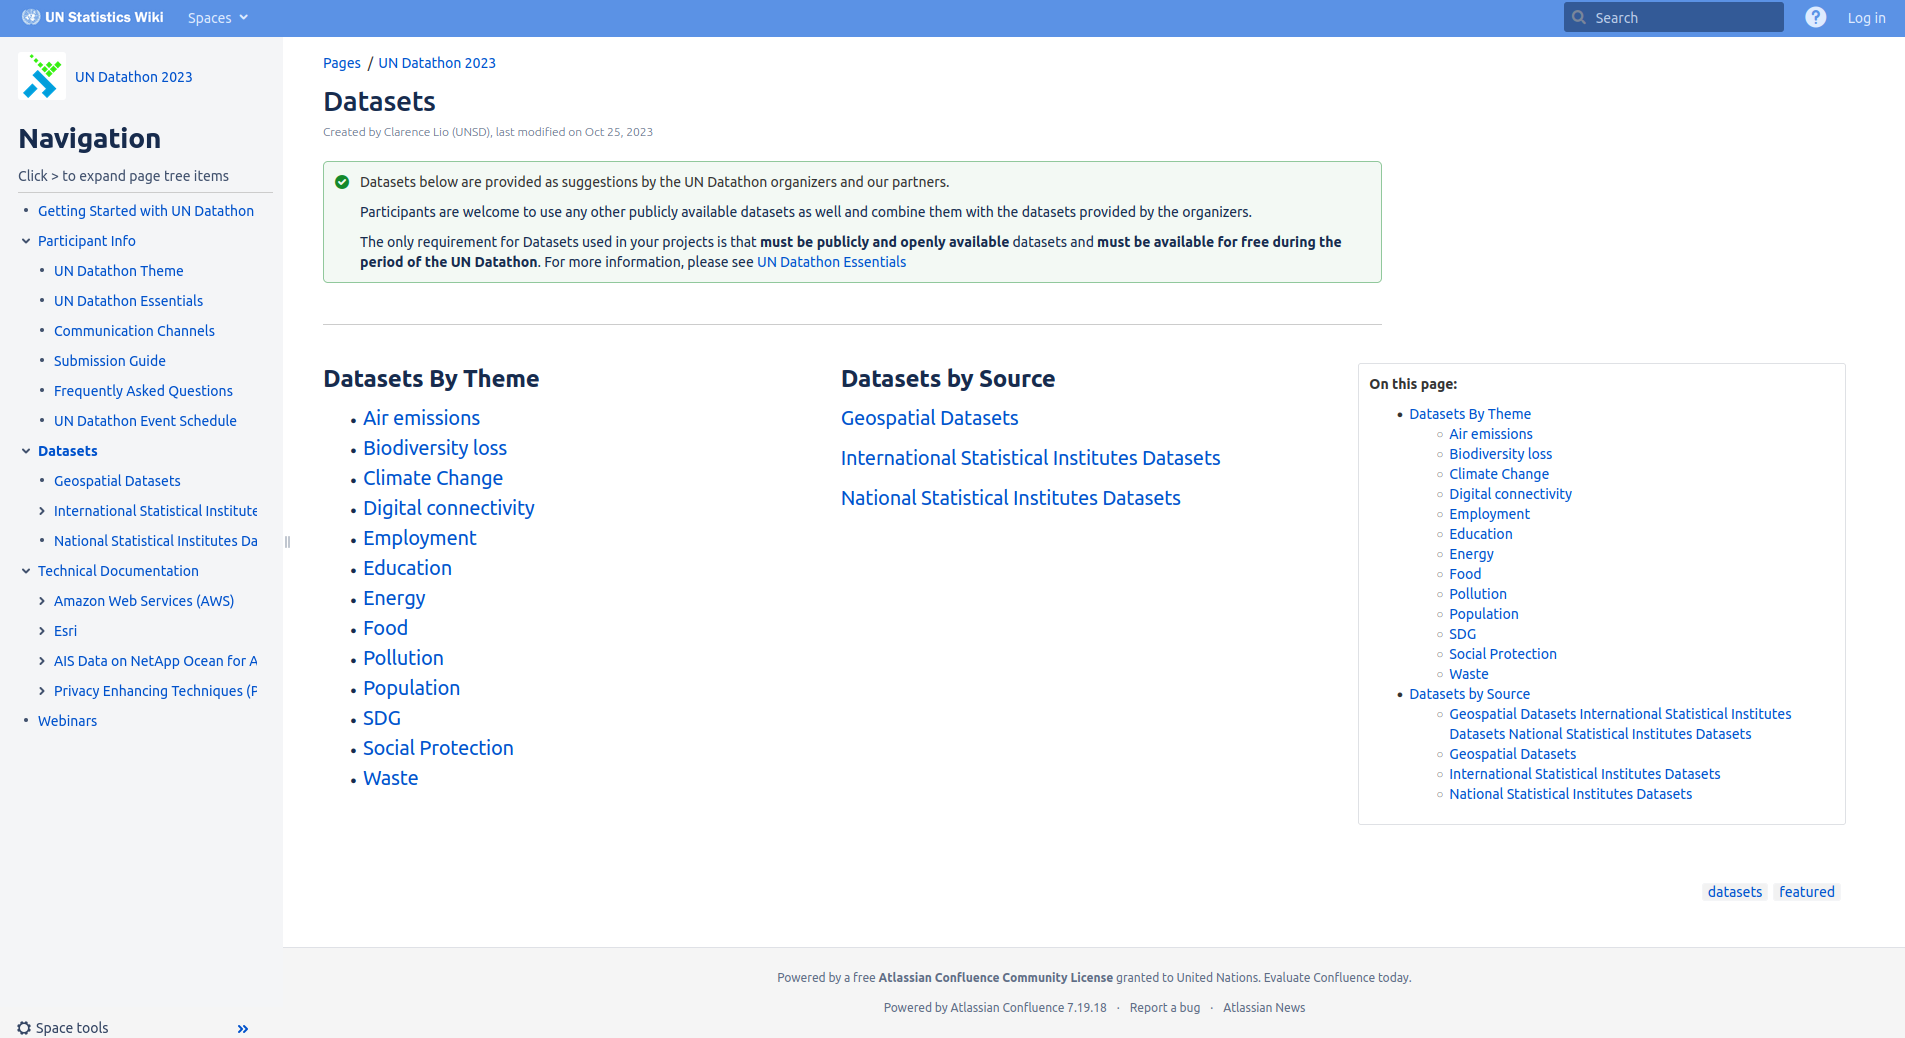 UN Statistics Wiki
Spaces
Search
?
Log in
UN Datathon 2023
Navigation
Click > to expand page tree items
Getting Started with UN Datathon
Participant Info
UN Datathon Theme
UN Datathon Essentials
Communication Channels
Submission Guide
Frequently Asked Questions
UN Datathon Event Schedule
Datasets
Geospatial Datasets
International Statistical Institute
National Statistical Institutes Da
Technical Documentation
Amazon Web Services (AWS)
Esri
AIS Data on NetApp Ocean for A
Privacy Enhancing Techniques (P
Webinars
Space tools
Pages / UN Datathon 2023
Datasets
Created by Clarence Lio (UNSD), last modified on Oct 25, 2023
Datasets below are provided as suggestions by the UN Datathon organizers and our partners.
Participants are welcome to use any other publicly available datasets as well and combine them with the datasets provided by the organizers.
The only requirement for Datasets used in your projects is that must be publicly and openly available datasets and must be available for free during the
period of the UN Datathon. For more information, please see UN Datathon Essentials
Datasets By Theme
Air emissions
Biodiversity loss
Climate Change
Digital connectivity
Employment
Education
Energy
Food
Pollution
Population
SDG
Social Protection
Waste
Datasets by Source
Geospatial Datasets
International Statistical Institutes Datasets
National Statistical Institutes Datasets
On this page:
Datasets By Theme
Air emissions
Biodiversity loss
Climate Change
Digital connectivity
Employment
Education
Energy
Food
Pollution
Population
SDG
Social Protection
Waste
Datasets by Source
Geospatial Datasets International Statistical Institutes
Datasets National Statistical Institutes Datasets
Geospatial Datasets
International Statistical Institutes Datasets
National Statistical Institutes Datasets
datasets featured
Powered by a free Atlassian Confluence Community License granted to United Nations. Evaluate Confluence today.
Powered by Atlassian Confluence 7.19.18 · Report a bug · Atlassian News